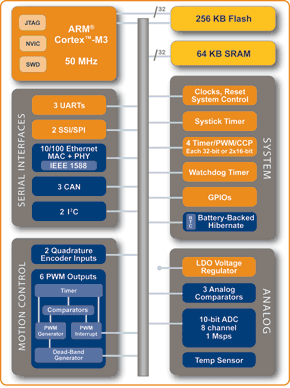 JTAG
NVIC
SWD
ARM®
Cortex™-M3
50 MHz
32
256 KB Flash
32
64 KB SRAM
SERIAL INTERFACES
3 UARTs
2 SSI/SPI
10/100 Ethernet
MAC + PHY
IEEE 1588
3 CAN
2 I²C
SYSTEM
Clocks, Reset
System Control
Systick Timer
4 Timer/PWM/CCP
Each 32-bit or 2x16-bit
Watchdog Timer
GPIOs
RTC
Battery-Backed
Hibernate
MOTION CONTROL
2 Quadrature
Encoder Inputs
6 PWM Outputs
Timer
Comparators
PWM
Generator
PWM
Interrupt
Dead-Band
Generator
ANALOG
LDO Voltage
Regulator
3 Analog
Comparators
10-bit ADC
8 channel
1 Msps
Temp Sensor